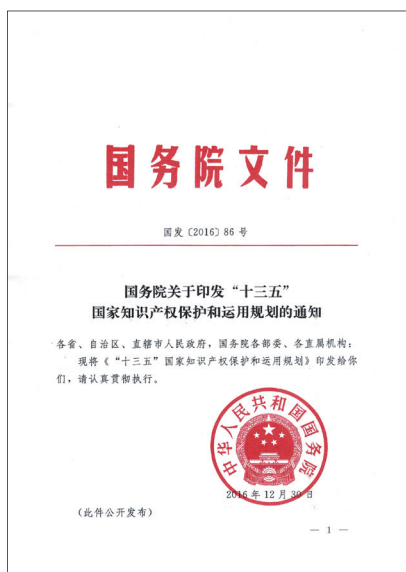 国务院文件
国发〔2016〕86号
国务院关于印发“十三五”
国家知识产权保护和运用规划的通知
各省、自治区、直辖市人民政府，国务院各部委、各直属机构：
现将《“十三五”国家知识产权保护和运用规划》印发给你
们，请认真贯彻执行。
中华人民共和国国务院
2016年12月30日
（此件公开发布）
— 1 —